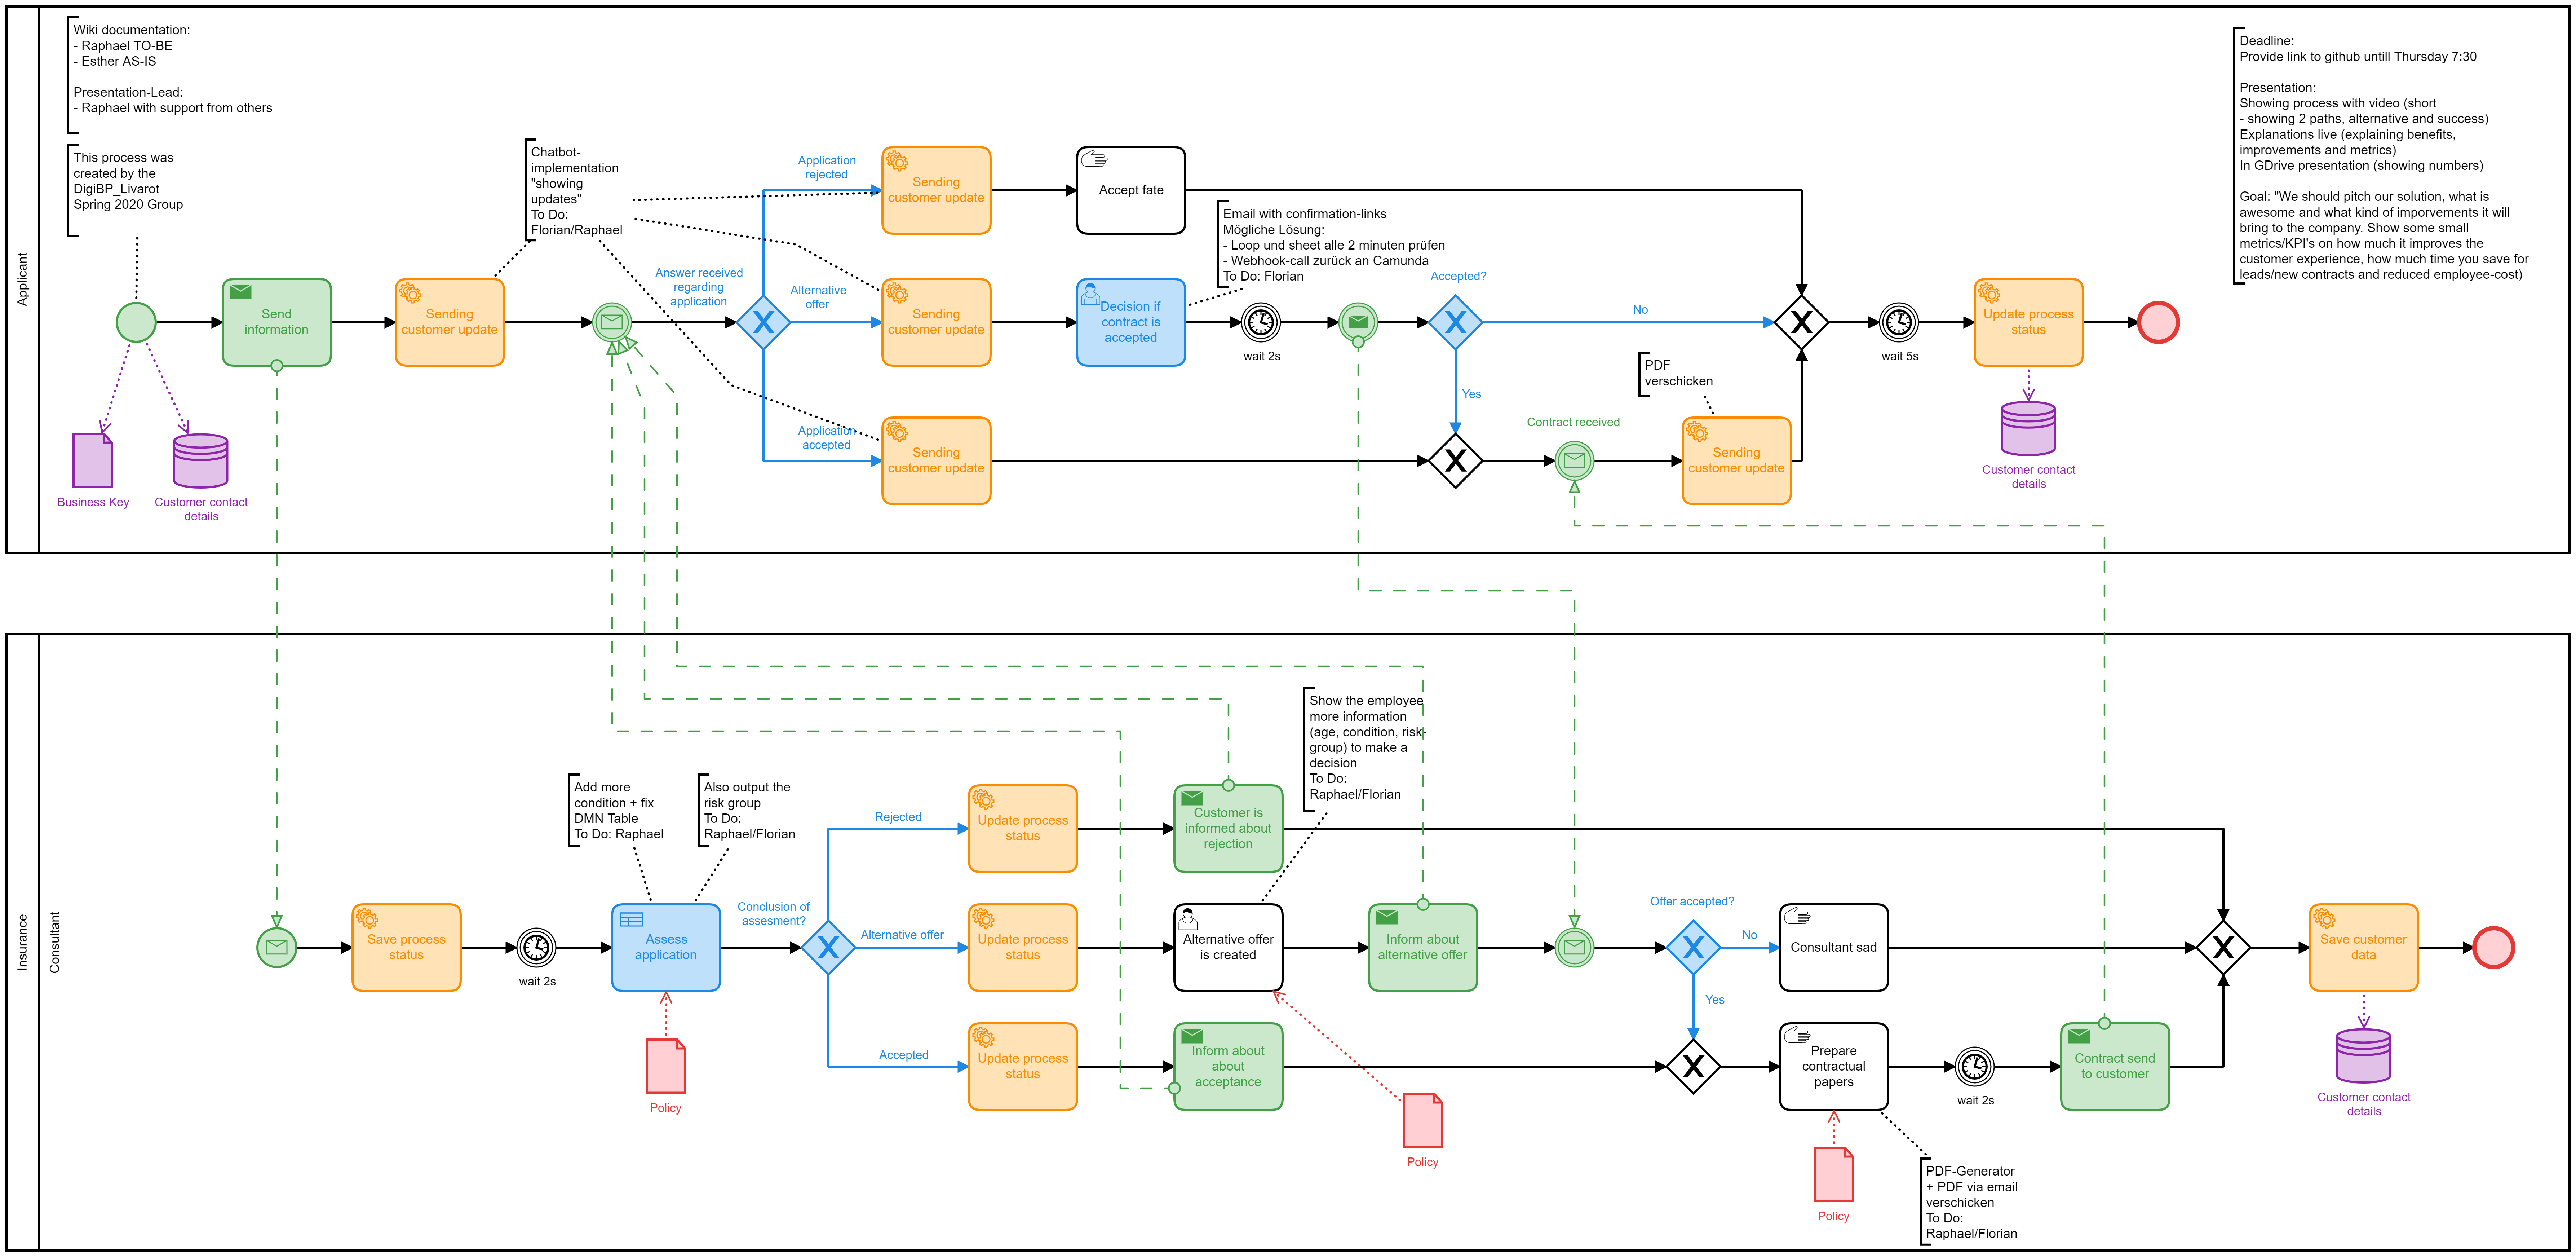 Applicant
Wiki documentation:
- Raphael TO-BE
- Esther AS-IS
Presentation-Lead:
- Raphael with support from others
This process was
created by the
DigiBP_Livarot
Spring 2020 Group
Chatbot-
implementation
"showing
updates"
To Do:
Florian/Raphael
Deadline:
Provide link to github untill Thursday 7:30
Presentation:
Showing process with video (short
- showing 2 paths, alternative and success)
Explanations live (explaining benefits,
improvements and metrics)
In GDrive presentation (showing numbers)
Goal: "We should pitch our solution, what is
awesome and what kind of imporvements it will
bring to the company. Show some small
metrics/KPI's on how much it improves the
customer experience, how much time you save for
leads/new contracts and reduced employee-cost)
Application
rejected
Sending
customer update
Accept fate
Email with confirmation-links
Mögliche Lösung:
- Loop und sheet alle 2 minuten prüfen
- Webhook-call zurück an Camunda
To Do: Florian
Send
information
Sending
customer update
Answer received
regarding
application
Alternative
offer
Sending
customer update
Decision if
contract is
accepted
wait 2s
Accepted?
No
Yes
wait 5s
Update process
status
PDF
verschicken
Application
accepted
Sending
customer update
Contract received
Sending
customer update
Business Key
Customer contact
details
Customer contact
details
Insurance
Consultant
Show the employee
more information
(age, condition, risk-
group) to make a
decision
To Do:
Raphael/Florian
Add more
condition + fix
DMN Table
To Do: Raphael
Also output the
risk group
To Do:
Raphael/Florian
Rejected
Update process
status
Customer is
informed about
rejection
Save process
status
wait 2s
Assess
application
Conclusion of
assesment?
Alternative offer
Update process
status
Alternative offer
is created
Inform about
alternative offer
Offer accepted?
No
Consultant sad
Yes
Save customer
data
Accepted
Update process
status
Inform about
about
acceptance
Prepare
contractual
papers
wait 2s
Contract send
to customer
Policy
Policy
Policy
Customer contact
details
PDF-Generator
+ PDF via email
verschicken
To Do:
Raphael/Florian